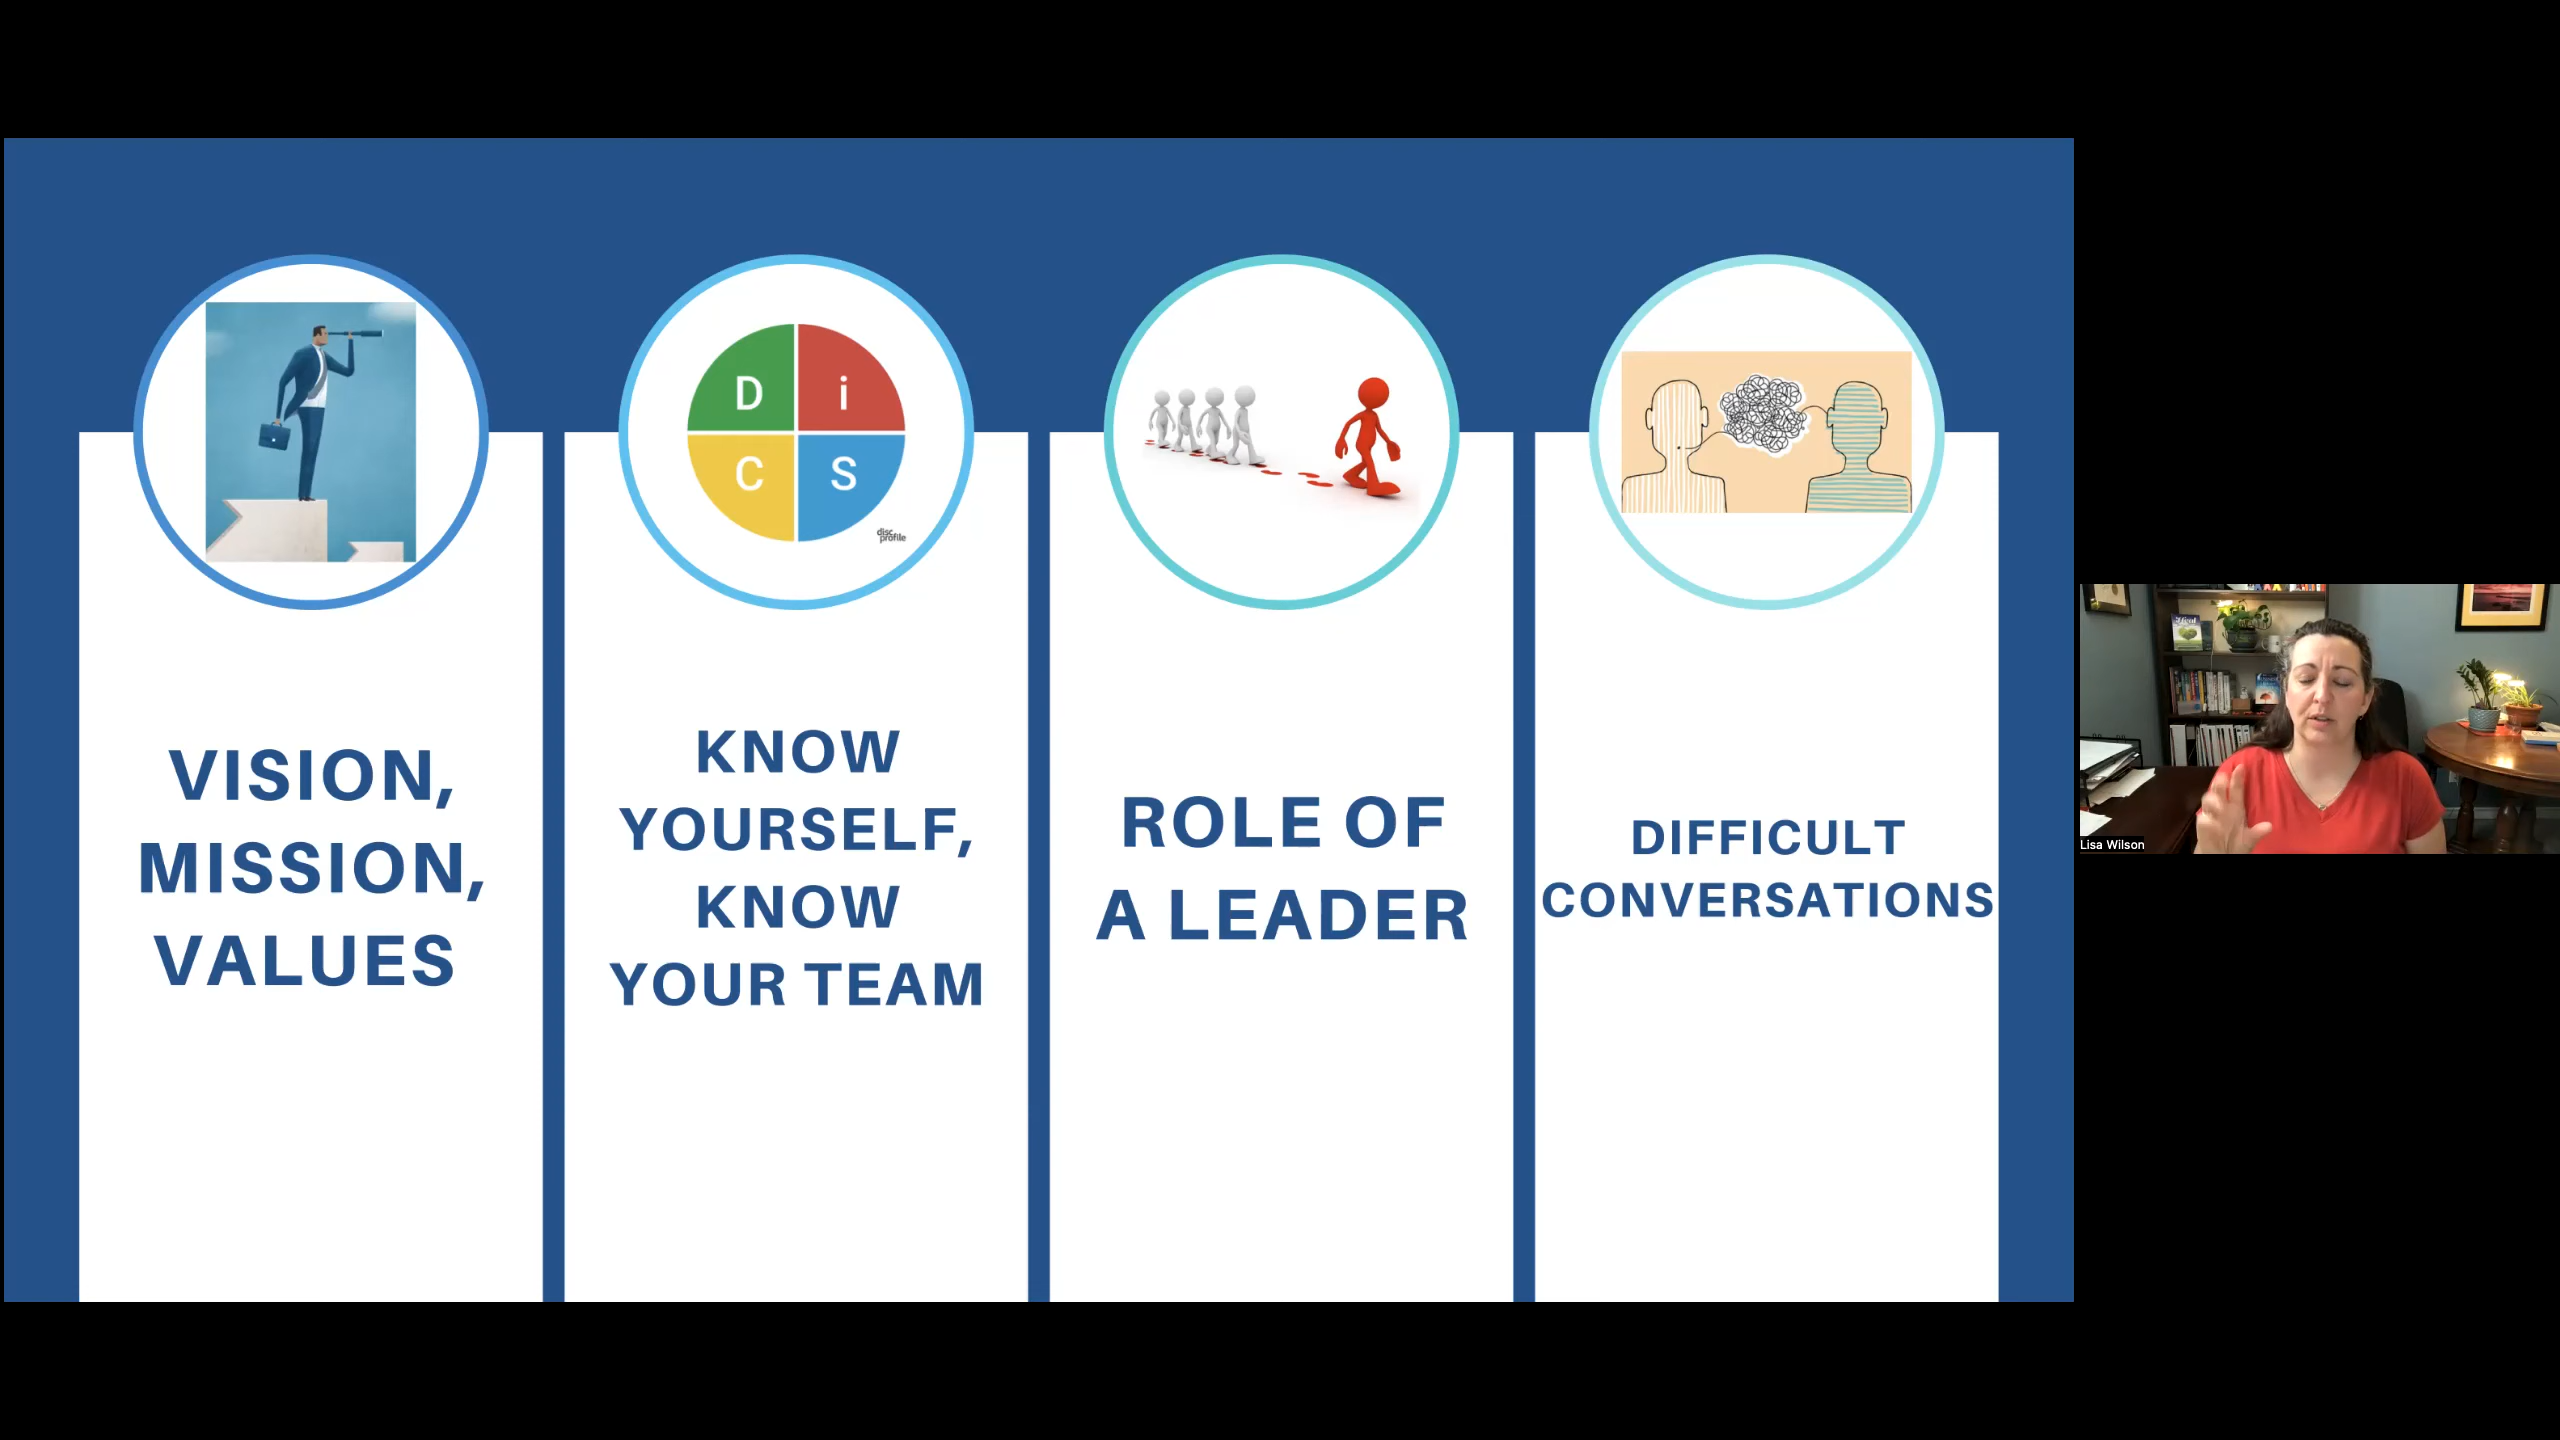 D
i
C
S
disc
profile
VISION,
MISSION,
VALUES
KNOW
YOURSELF,
KNOW
YOUR TEAM
ROLE OF
A LEADER
DIFFICULT
CONVERSATIONS
Lisa Wilson